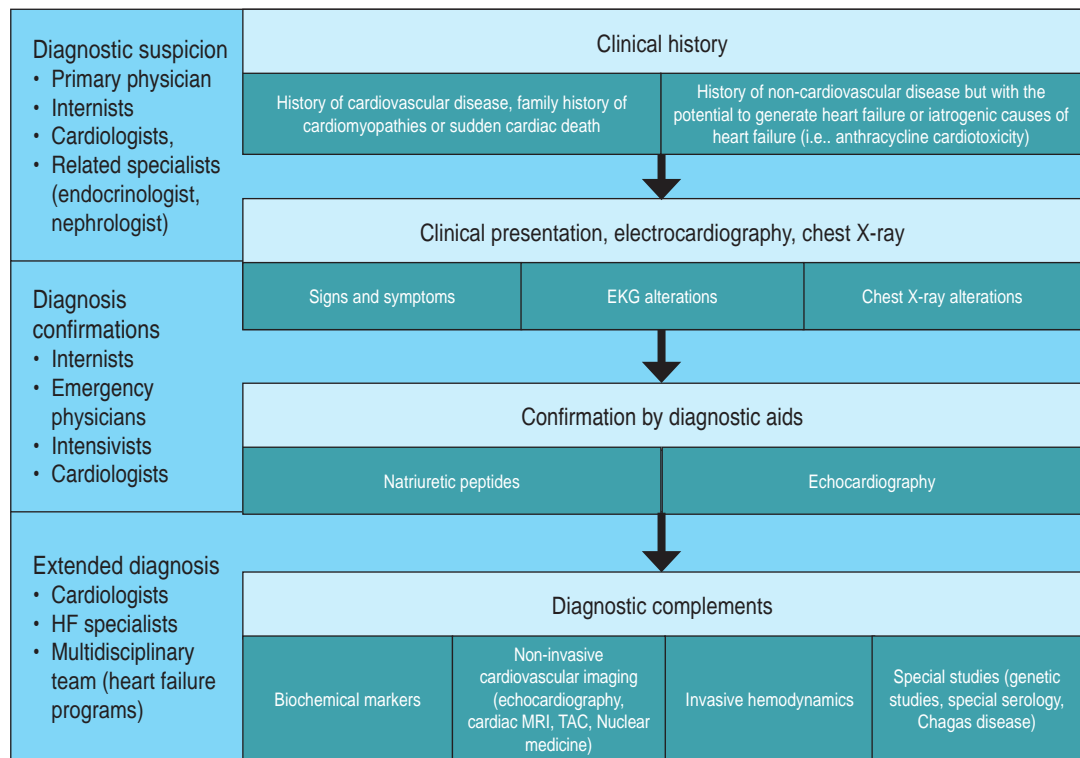 Diagnostic suspicion
• Primary physician
• Internists
• Cardiologists,
• Related specialists
(endocrinologist,
nephrologist)
Clinical history
History of cardiovascular disease, family history of
cardiomyopathies or sudden cardiac death
History of non-cardiovascular disease but with the
potential to generate heart failure or iatrogenic causes of
heart failure (i.e.. anthracycline cardiotoxicity)
Clinical presentation, electrocardiography, chest X-ray
Signs and symptoms
EKG alterations
Chest X-ray alterations
Diagnosis
confirmations
• Internists
• Emergency
physicians
• Intensivists
• Cardiologists
Confirmation by diagnostic aids
Natriuretic peptides
Echocardiography
Extended diagnosis
• Cardiologists
• HF specialists
• Multidisciplinary
team (heart failure
programs)
Diagnostic complements
Biochemical markers
Non-invasive
cardiovascular imaging
(echocardiography,
cardiac MRI, TAC, Nuclear
medicine)
Invasive hemodynamics
Special studies (genetic
studies, special serology,
Chagas disease)